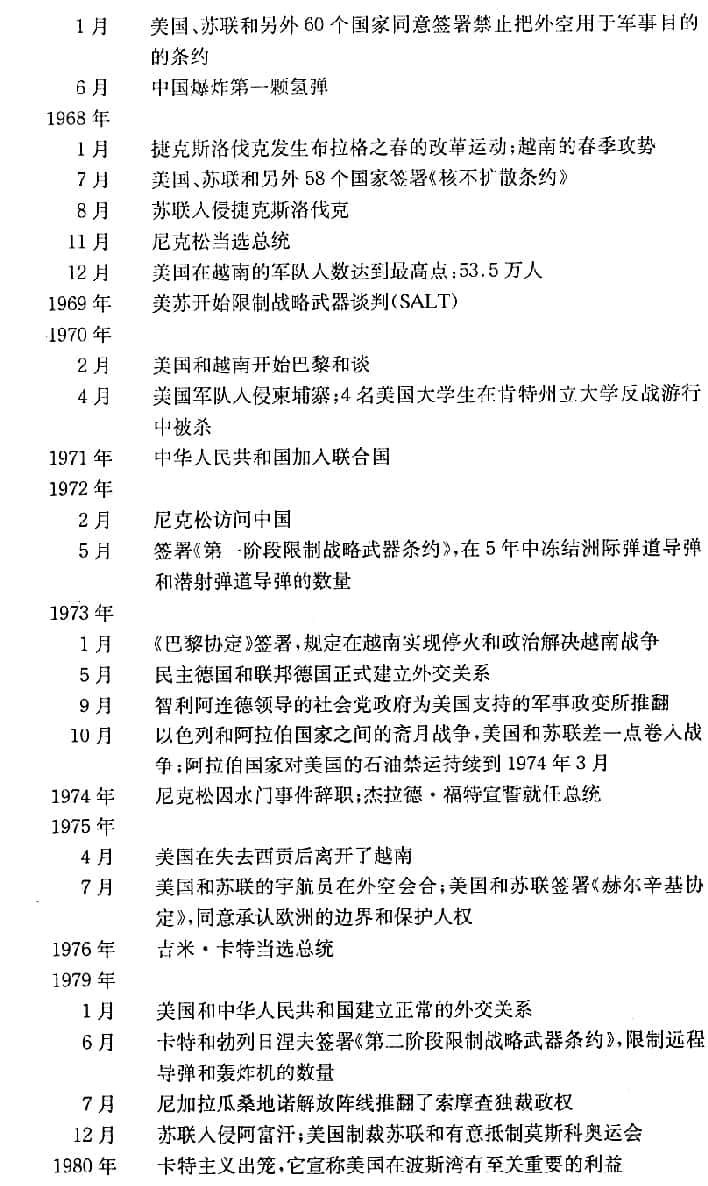 1月 美国、苏联和另外60个国家同意签署禁止把外空用于军事目的
的条约
6月 中国爆炸第一颗氢弹
1968年
1月 捷克斯洛伐克发生布拉格之春的改革运动;越南的春季攻势
7月 美国、苏联和另外58个国家签署《核不扩散条约》
8月 苏联入侵捷克斯洛伐克
11月 尼克松当选总统
12月 美国在越南的军队人数达到最高点:53.5万人
1969年 美苏开始限制战略武器谈判(SALT)
1970年
2月 美国和越南开始巴黎和谈
4月 美国军队入侵柬埔寨;4名美国大学生在肯特州立大学反战游行
中被杀
1971年 中华人民共和国加入联合国
1972年
2月 尼克松访问中国
5月 签署《第一阶段限制战略武器条约》,在5年中冻结洲际弹道导弹
和潜射弹道导弹的数量
1973年
1月 《巴黎协定》签署,规定在越南实现停火和政治解决越南战争
5月 民主德国和联邦德国正式建立外交关系
9月 智利阿连德领导的社会党政府为美国支持的军事政变所推翻
10月 以色列和阿拉伯国家之间的斋月战争,美国和苏联差一点卷入战
争;阿拉伯国家对美国的石油禁运持续到1974年3月
1974年 尼克松因水门事件辞职;杰拉德·福特宣誓就任总统
1975年
4月 美国在失去西贡后离开了越南
7月 美国和苏联的宇航员在外空会合;美国和苏联签署《赫尔辛基协
定》,同意承认欧洲的边界和保护人权
1976年 吉米·卡特当选总统
1979年
1月 美国和中华人民共和国建立正常的外交关系
6月 卡特和勃列日涅夫签署《第二阶段限制战略武器条约》,限制远程
导弹和轰炸机的数量
7月 尼加拉瓜桑地诺解放阵线推翻了索摩查独裁政权
12月 苏联入侵阿富汗;美国制裁苏联和有意抵制莫斯科奥运会
1980年 卡特主义出笼,它宣称美国在波斯湾有至关重要的利益